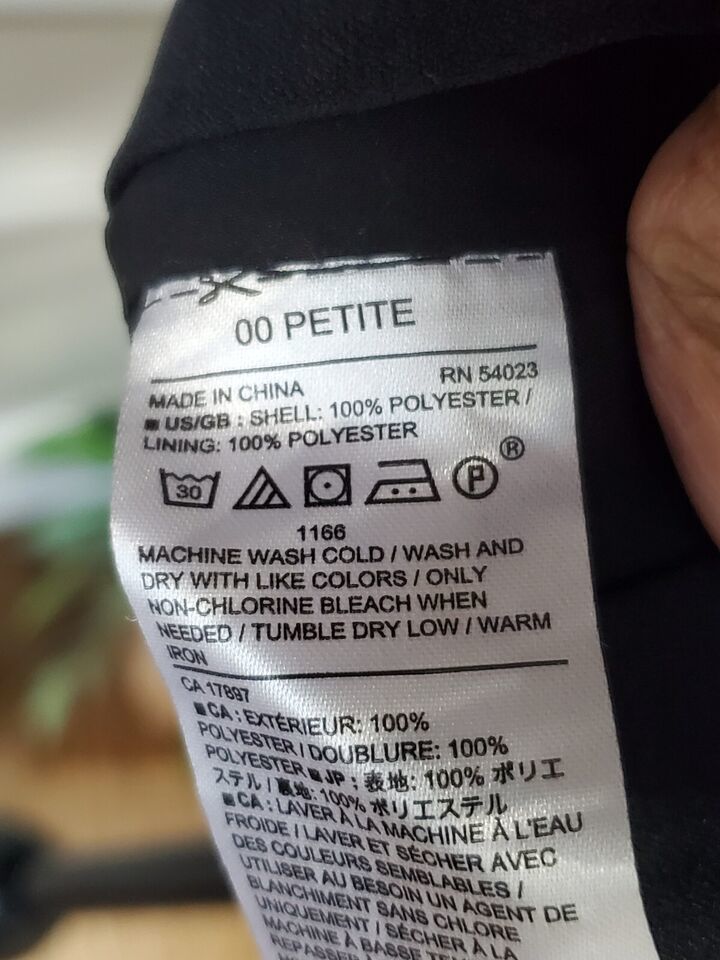 00 PETITE
RN 54023
MADE IN CHINA
■ US/GB : SHELL: 100% POLYESTER /
LINING: 100% POLYESTER
30 P ®
1166
MACHINE WASH COLD / WASH AND
DRY WITH LIKE COLORS / ONLY
NON-CHLORINE BLEACH WHEN
NEEDED / TUMBLE DRY LOW / WARM
IRON
CA 17897
■ CA : EXTÉRIEUR: 100%
POLYESTER / DOUBLURE: 100%
POLYESTER ■ JP : 表地: 100% ポリエ
ステル / 裏地: 100% ポリエステル
■ CA : LAVER À LA MACHINE À L'EAU
FROIDE / LAVER ET SÉCHER AVEC
DES COULEURS SEMBLABLES /
UTILISER AU BESOIN UN AGENT DE
BLANCHIMENT SANS CHLORE
UNIQUEMENT / SÉCHER À LA
MACHINE À BASSE